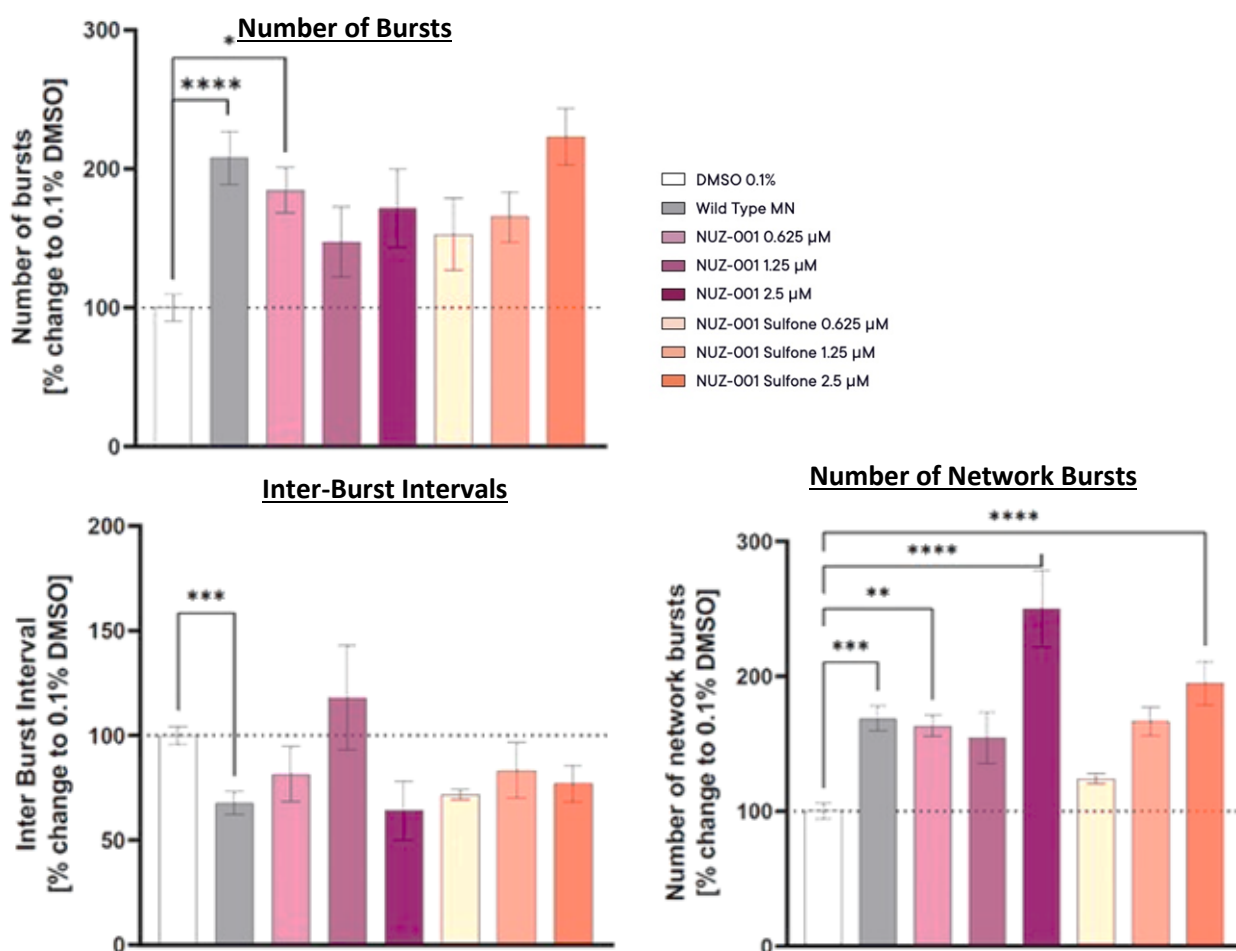 Number of Bursts
Number of bursts
[% change to 0.1% DMSO]
300
200
100
0
*
****
DMSO 0.1%
Wild Type MN
NUZ-001 0.625 µM
NUZ-001 1.25 µM
NUZ-001 2.5 µM
NUZ-001 Sulfone 0.625 µM
NUZ-001 Sulfone 1.25 µM
NUZ-001 Sulfone 2.5 µM
Inter-Burst Intervals
Inter Burst Interval
[% change to 0.1% DMSO]
200
150
100
50
0
***
Number of Network Bursts
Number of network bursts
[% change to 0.1% DMSO]
300
200
100
0
****
****
**
***